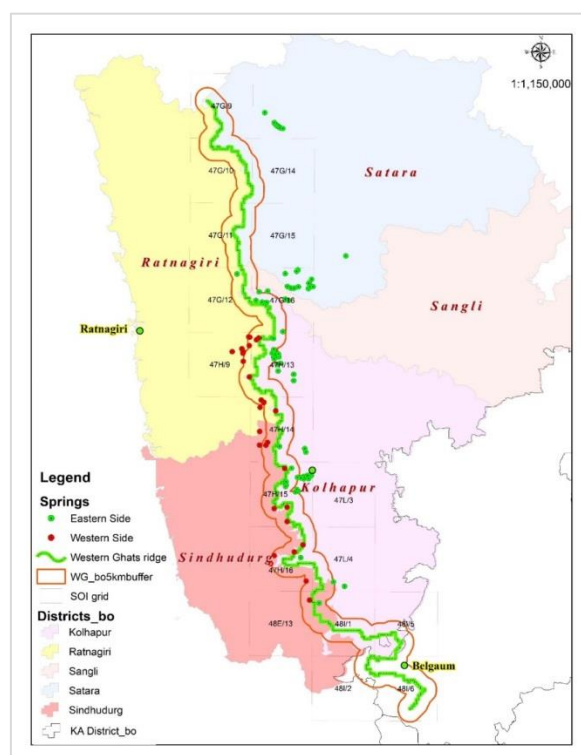 1:1,150,000
47G/9
47G/10
47G/14
Satara
47G/11
47G/15
Ratnagiri
47G/12
47G/16
Sangli
Ratnagiri
47H/9
47H/13
47H/14
Legend
Springs
Eastern Side
Western Side
Western Ghats ridge
WG_bo5kmbuffer
SOI grid
Districts_bo
Kolhapur
Ratnagiri
Sangli
Satara
Sindhudurg
KA District_bo
Kolhapur
47H/15
47L/3
Sindhudurg
47H/16
47L/4
48E/13
48I/1
48I/5
Belgaum
48I/2
48I/6